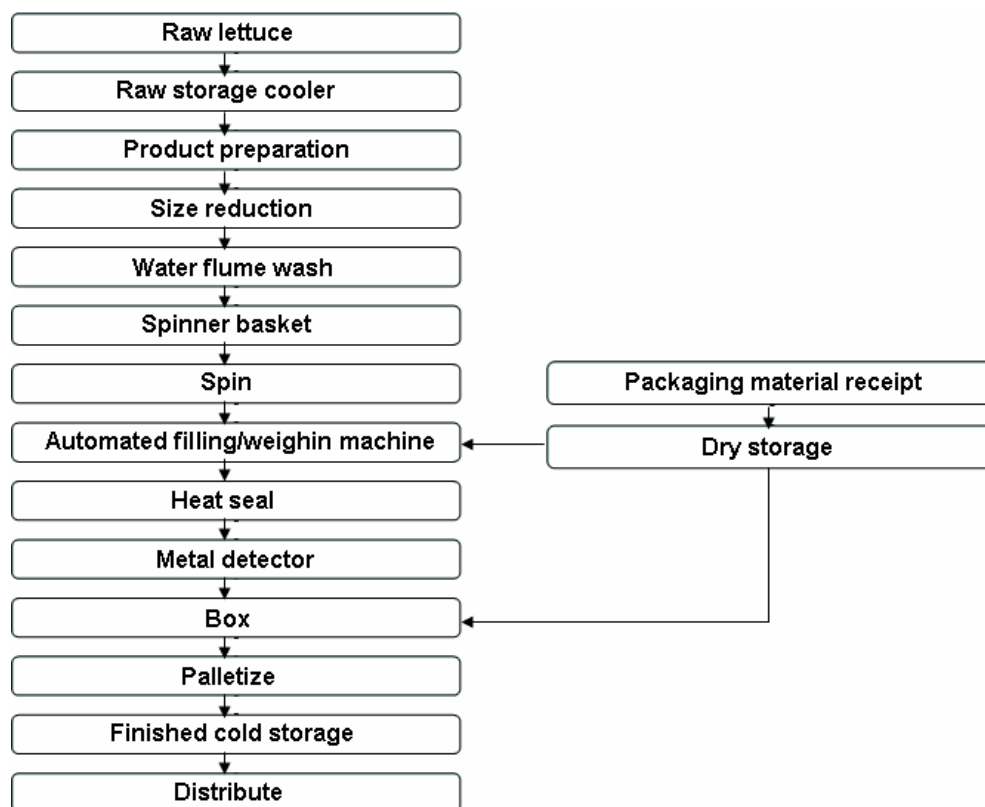 Raw lettuce
Raw storage cooler
Product preparation
Size reduction
Water flume wash
Spinner basket
Spin
Automated filling/weighin machine
Heat seal
Metal detector
Box
Palletize
Finished cold storage
Distribute
Packaging material receipt
Dry storage